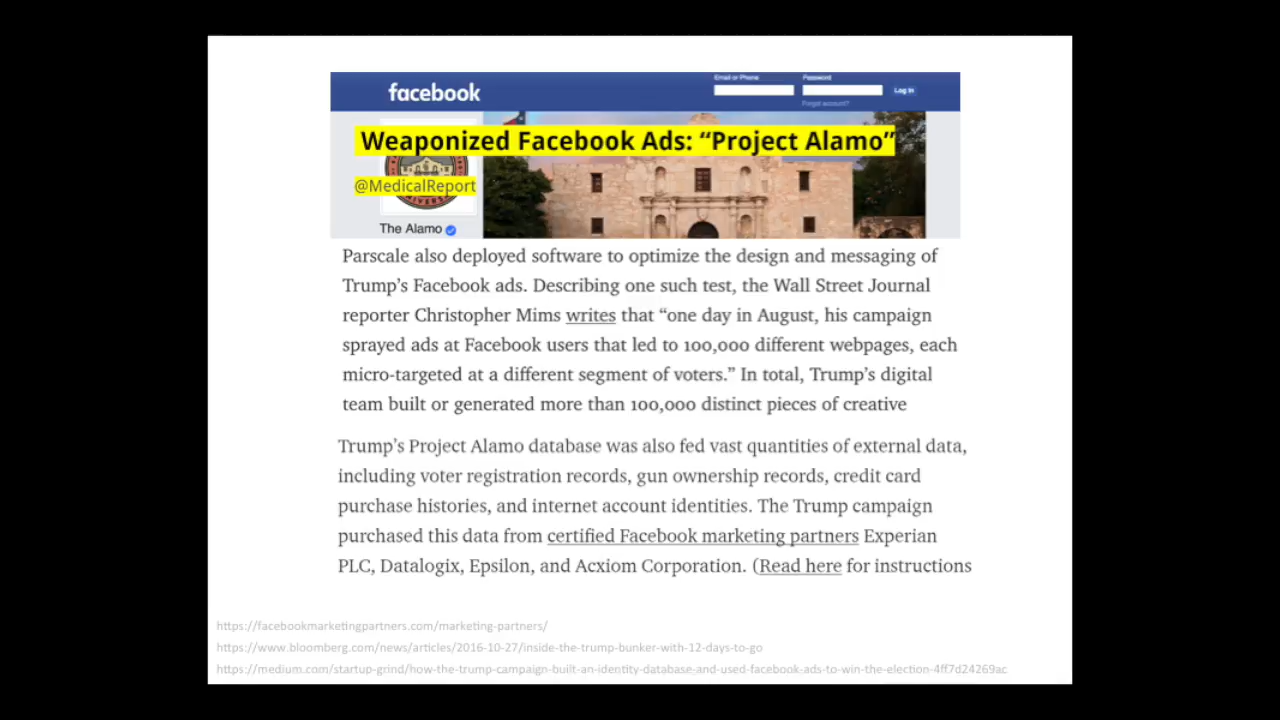 facebook
Email or Phone
Password
Log In
Forgot account?
Weaponized Facebook Ads: “Project Alamo”
@MedicalReport
The Alamo
Parscale also deployed software to optimize the design and messaging of
Trump’s Facebook ads. Describing one such test, the Wall Street Journal
reporter Christopher Mims writes that “one day in August, his campaign
sprayed ads at Facebook users that led to 100,000 different webpages, each
micro-targeted at a different segment of voters.” In total, Trump’s digital
team built or generated more than 100,000 distinct pieces of creative
Trump’s Project Alamo database was also fed vast quantities of external data,
including voter registration records, gun ownership records, credit card
purchase histories, and internet account identities. The Trump campaign
purchased this data from certified Facebook marketing partners Experian
PLC, Datalogix, Epsilon, and Acxiom Corporation. (Read here for instructions
https://facebookmarketingpartners.com/marketing-partners/
https://www.bloomberg.com/news/articles/2016-10-27/inside-the-trump-bunker-with-12-days-to-go
https://medium.com/startup-grind/how-the-trump-campaign-built-an-identity-database-and-used-facebook-ads-to-win-the-election-4ff7d24269ac